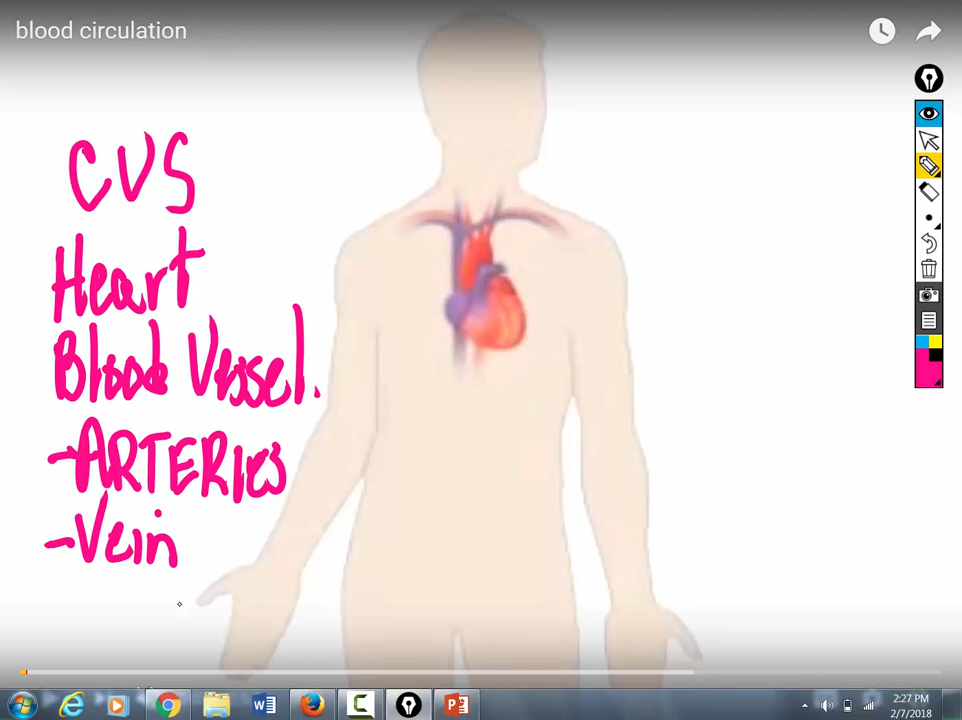 blood circulation
CVS
Heart
Blood Vessel.
-ARTERIES
-Vein
2:27 PM
2/7/2018